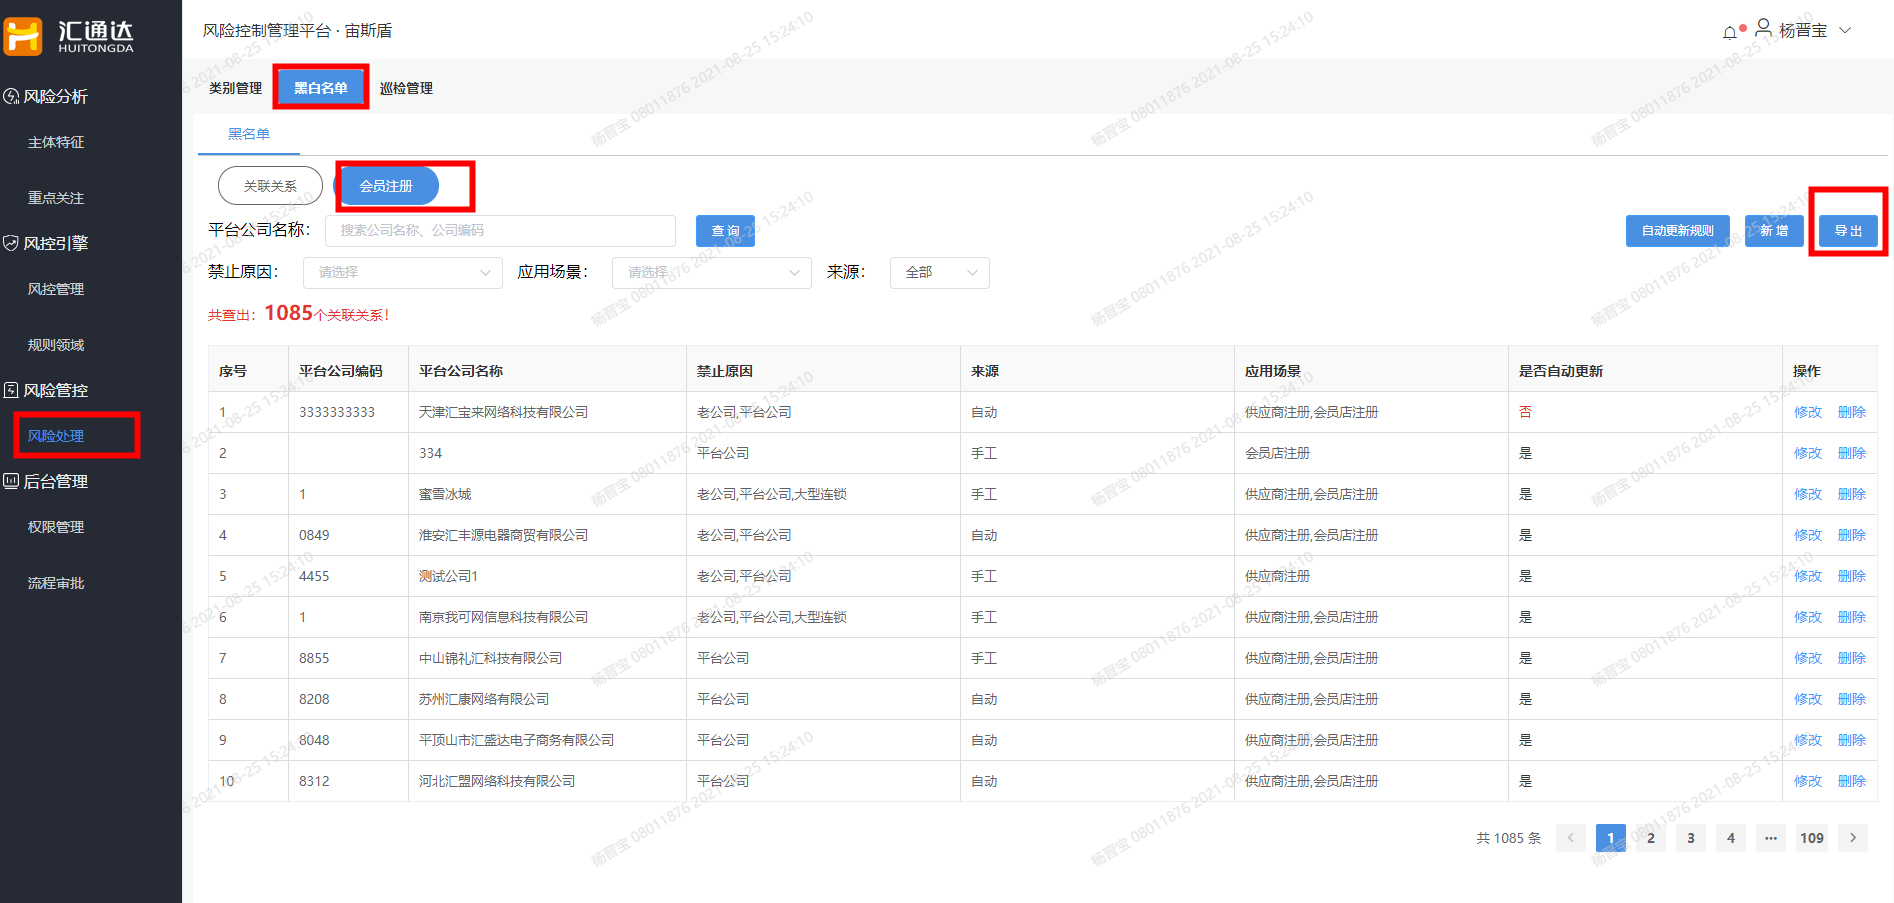 汇通达
HUITONGDA
风险控制管理平台 · 宙斯盾
杨晋宝
风险分析
主体特征
重点关注
风控引擎
风控管理
规则领域
风险管控
风险处理
后台管理
权限管理
流程审批
类别管理 黑白名单 巡检管理
黑名单
关联关系 会员注册
平台公司名称： 搜索公司名称、公司编码 查 询 自动更新规则 新 增 导 出
禁止原因： 请选择 应用场景： 请选择 来源： 全部
共查出：1085个关联关系！
序号 平台公司编码 平台公司名称 禁止原因 来源 应用场景 是否自动更新 操作
1 3333333333 天津汇宝来网络科技有限公司 老公司,平台公司 自动 供应商注册,会员店注册 否 修改 删除
2 334 平台公司 手工 会员店注册 是 修改 删除
3 1 蜜雪冰城 老公司,平台公司,大型连锁 手工 供应商注册,会员店注册 是 修改 删除
4 0849 淮安汇丰源电器商贸有限公司 老公司,平台公司 自动 供应商注册,会员店注册 是 修改 删除
5 4455 测试公司1 老公司,平台公司 手工 供应商注册 是 修改 删除
6 1 南京我可网信息科技有限公司 老公司,平台公司,大型连锁 手工 供应商注册,会员店注册 是 修改 删除
7 8855 中山锦礼汇科技有限公司 平台公司 手工 供应商注册,会员店注册 是 修改 删除
8 8208 苏州汇康网络有限公司 平台公司 自动 供应商注册,会员店注册 是 修改 删除
9 8048 平顶山市汇盛达电子商务有限公司 平台公司 自动 供应商注册,会员店注册 是 修改 删除
10 8312 河北汇盟网络科技有限公司 平台公司 自动 供应商注册,会员店注册 是 修改 删除
共 1085 条 1 2 3 4 ··· 109
杨晋宝 08011876 2021-08-25 15:24:10